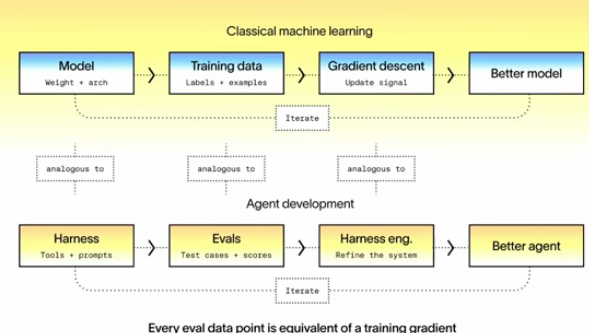 Classical machine learning
Model
Weight + arch
Training data
Labels + examples
Gradient descent
Update signal
Better model
Iterate
analogous to
analogous to
analogous to
Agent development
Harness
Tools + prompts
Evals
Test cases + scores
Harness eng.
Refine the system
Better agent
Iterate
Every eval data point is equivalent of a training gradient